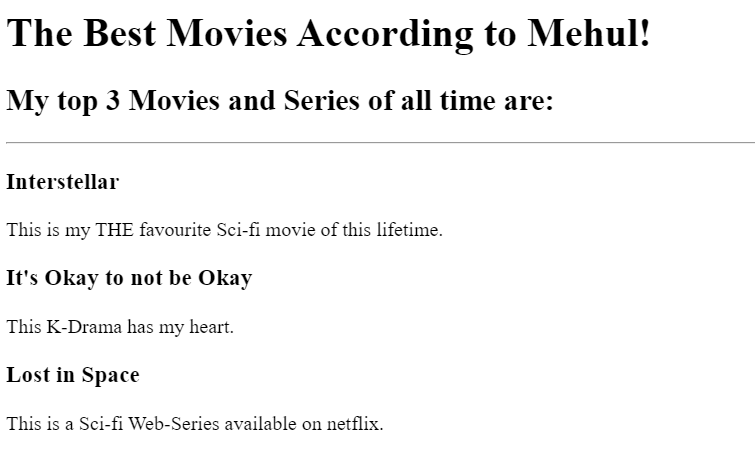 The Best Movies According to Mehul!
My top 3 Movies and Series of all time are:
Interstellar
This is my THE favourite Sci-fi movie of this lifetime.
It's Okay to not be Okay
This K-Drama has my heart.
Lost in Space
This is a Sci-fi Web-Series available on netflix.